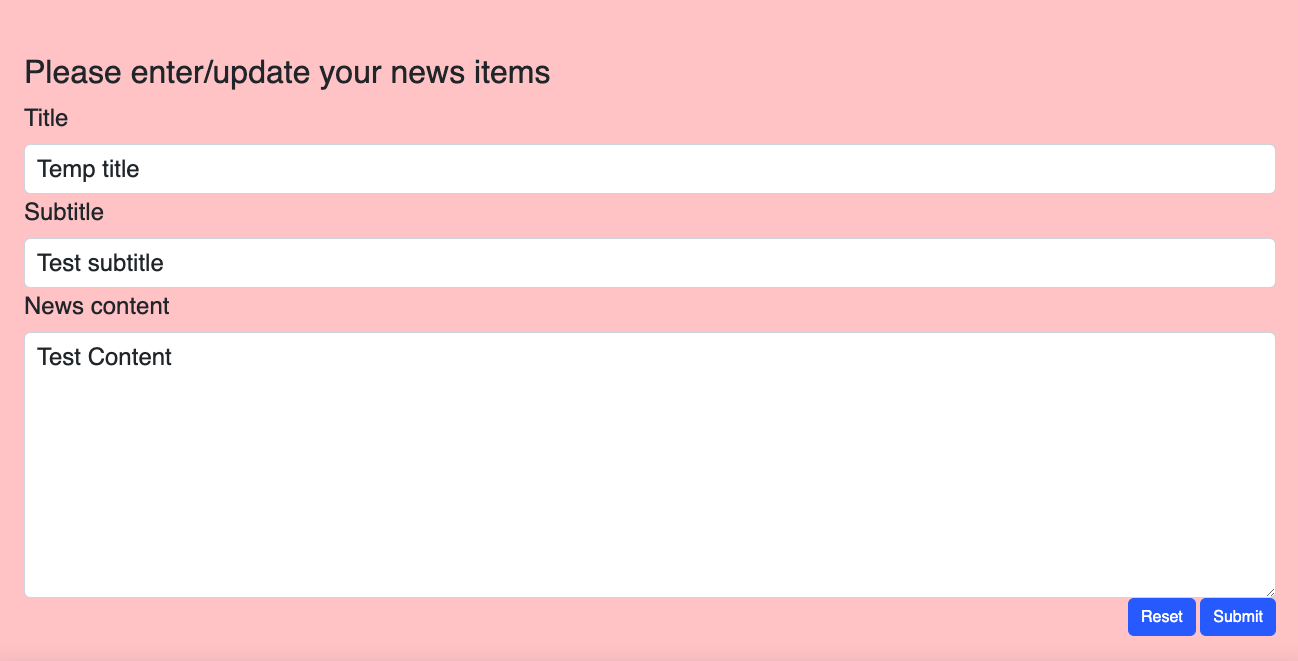 Please enter/update your news items
Title
Temp title
Subtitle
Test subtitle
News content
Test Content
Reset Submit